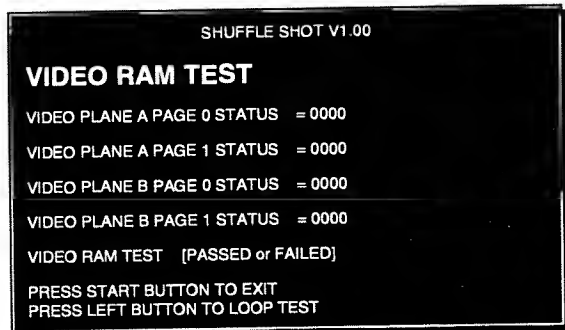 SHUFFLE SHOT V1.00
VIDEO RAM TEST
VIDEO PLANE A PAGE 0 STATUS = 0000
VIDEO PLANE A PAGE 1 STATUS = 0000
VIDEO PLANE B PAGE 0 STATUS = 0000
VIDEO PLANE B PAGE 1 STATUS = 0000
VIDEO RAM TEST [PASSED or FAILED]
PRESS START BUTTON TO EXIT
PRESS LEFT BUTTON TO LOOP TEST